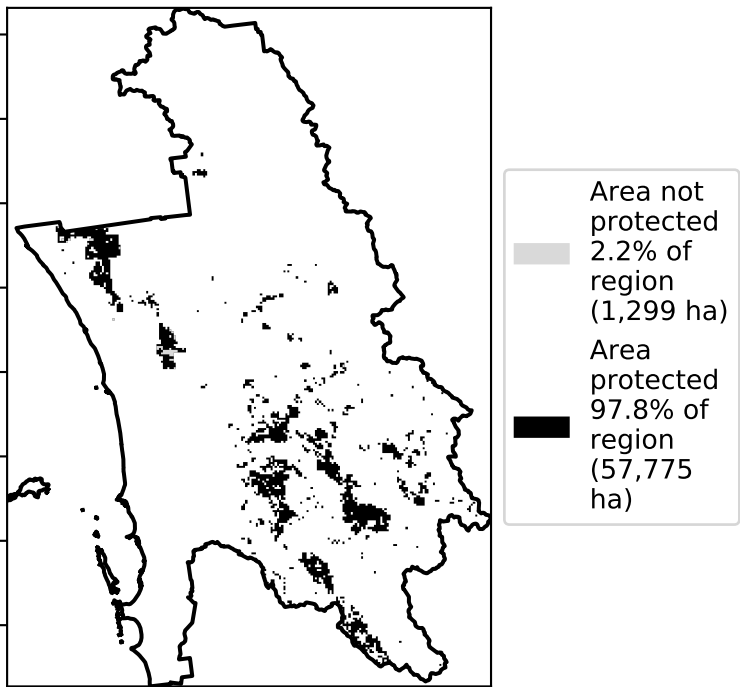 Area not
protected
2.2% of
region
(1,299 ha)
Area
protected
97.8% of
region
(57,775
ha)